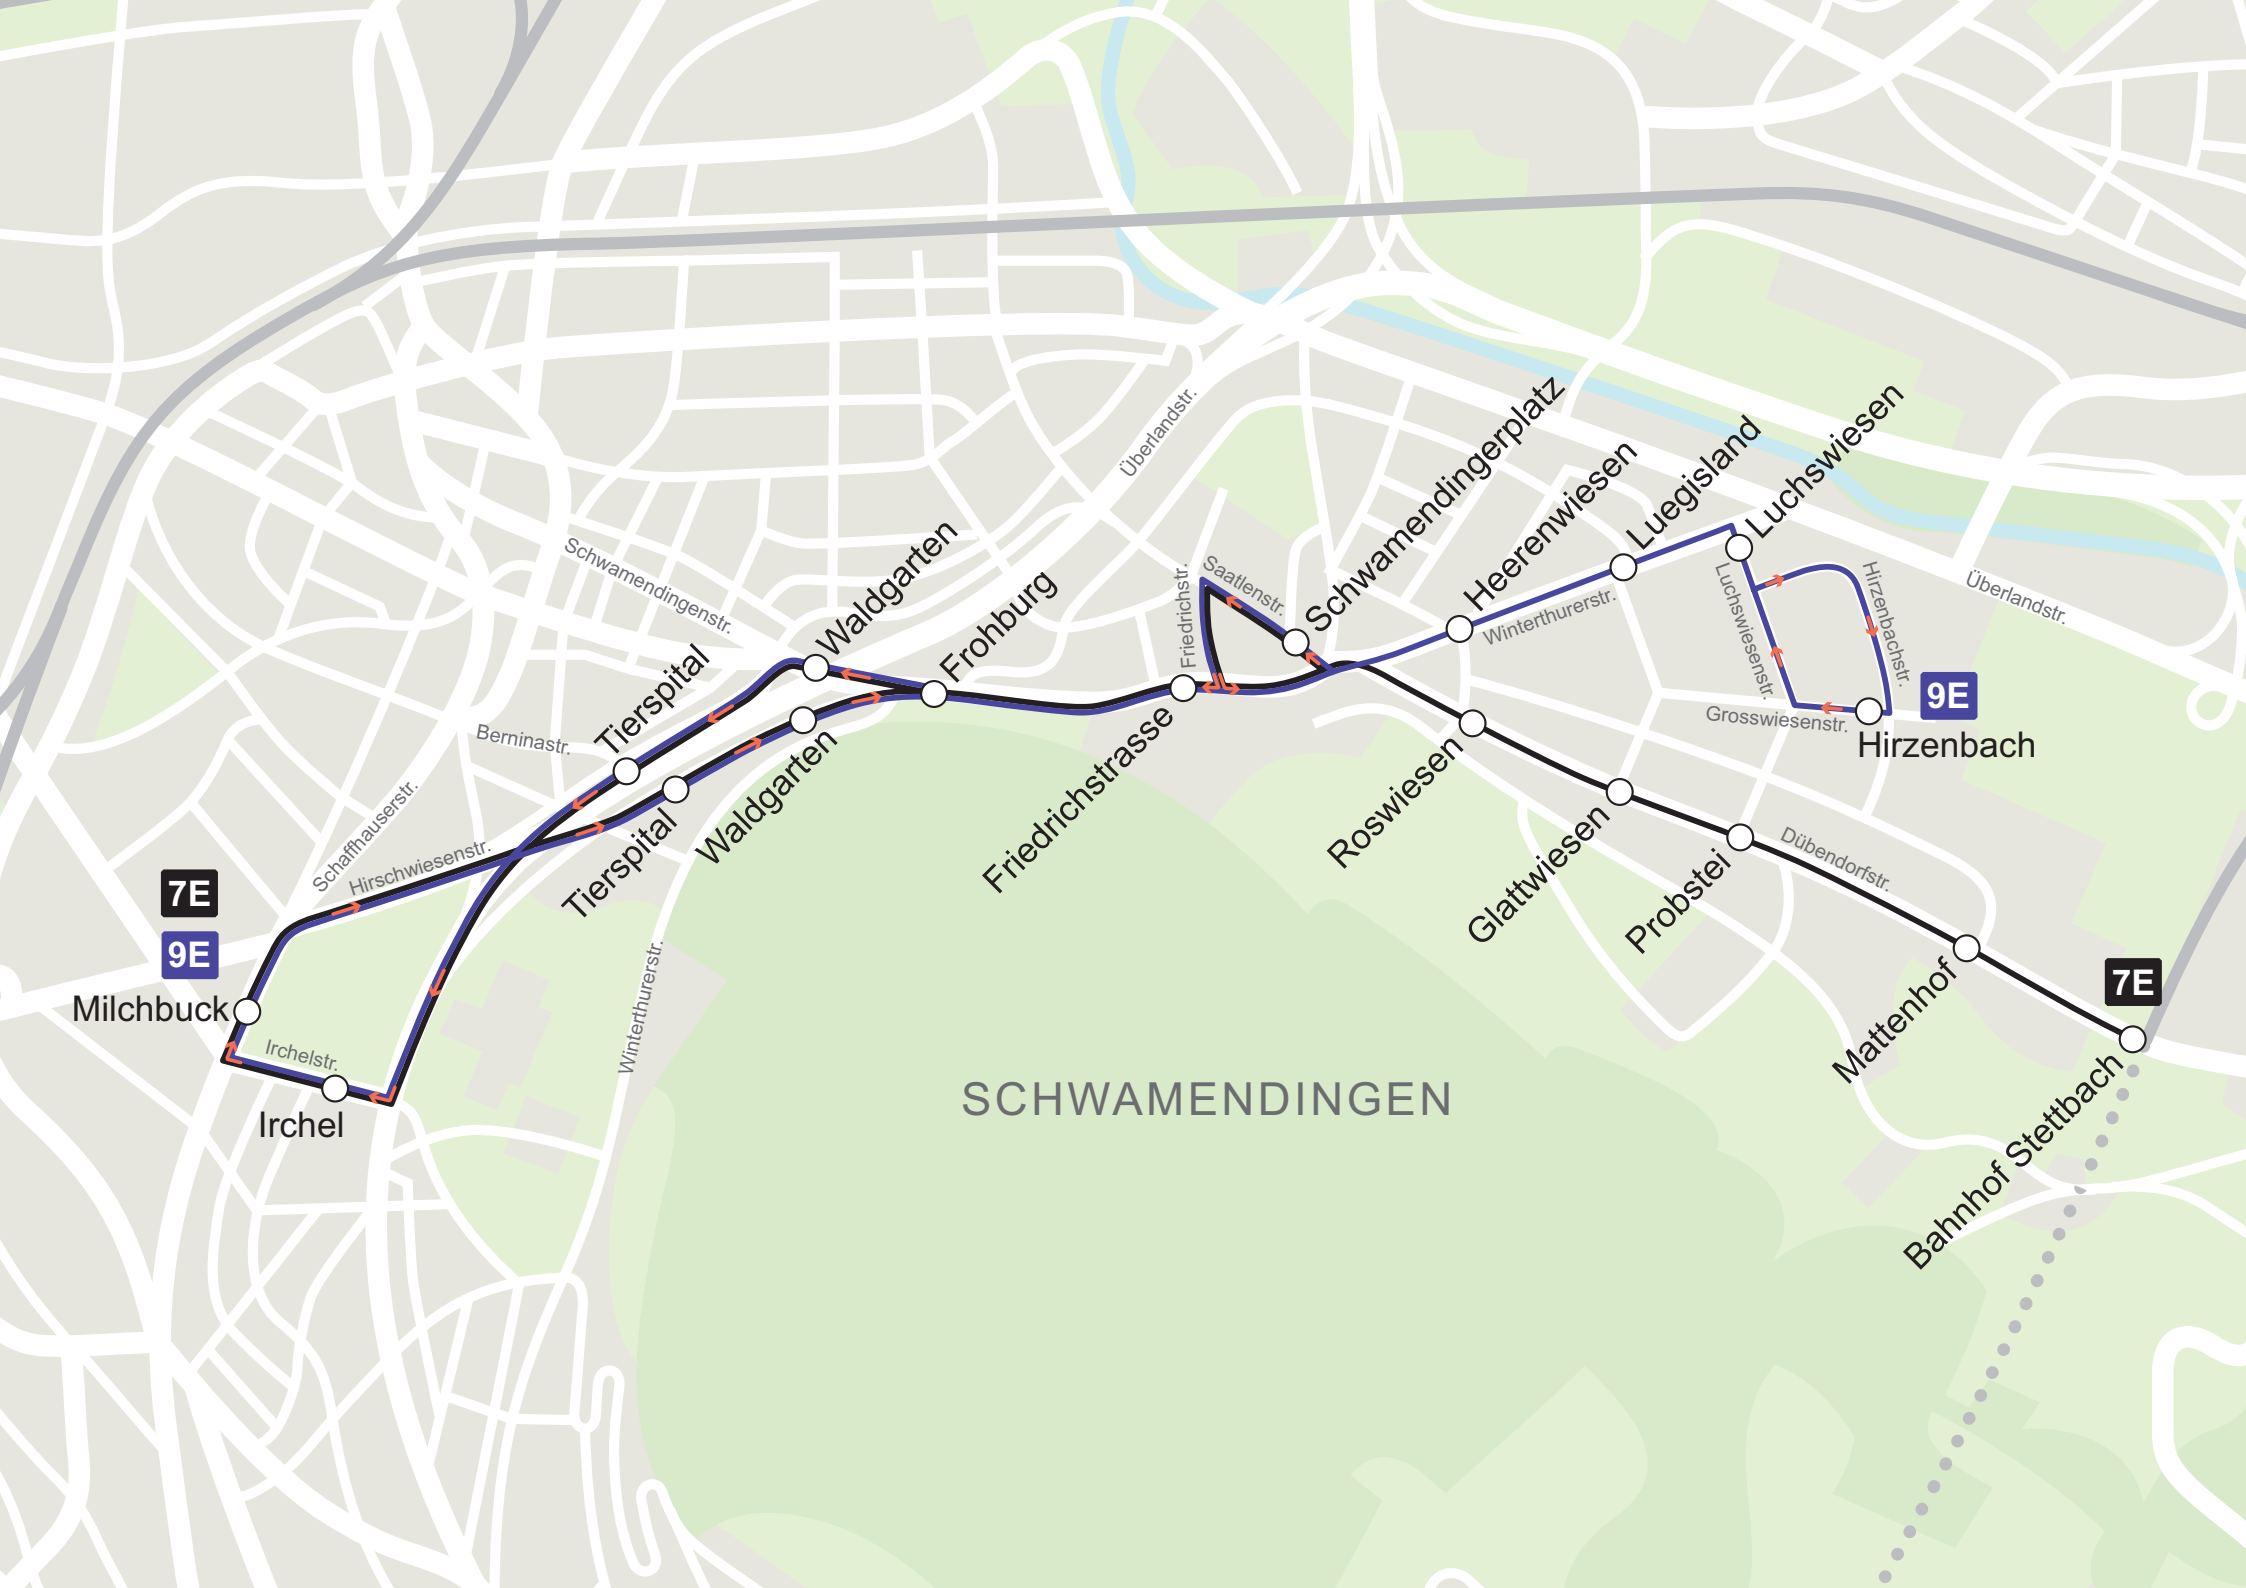 Schwamendingerplatz
Luchswiesen
Luegisland
Heerenwiesen
Überlandstr.
Waldgarten
Frohburg
Schwamendingenstr.
Saatlenstr.
Friedrichstr.
Winterthurerstr.
Luchswiesenstr.
Hirzenbachstr.
Überlandstr.
Tierspital
9E
Grosswiesenstr.
Hirzenbach
Berninastr.
Waldgarten
Friedrichstrasse
Roswiesen
Schaffhauserstr.
Hirschwiesenstr.
Tierspital
Glattwiesen
Probstei
Dübendorfstr.
7E
9E
Milchbuck
Winterthurerstr.
Mattenhof
7E
Irchelstr.
Irchel
SCHWAMENDINGEN
Bahnhof Stettbach